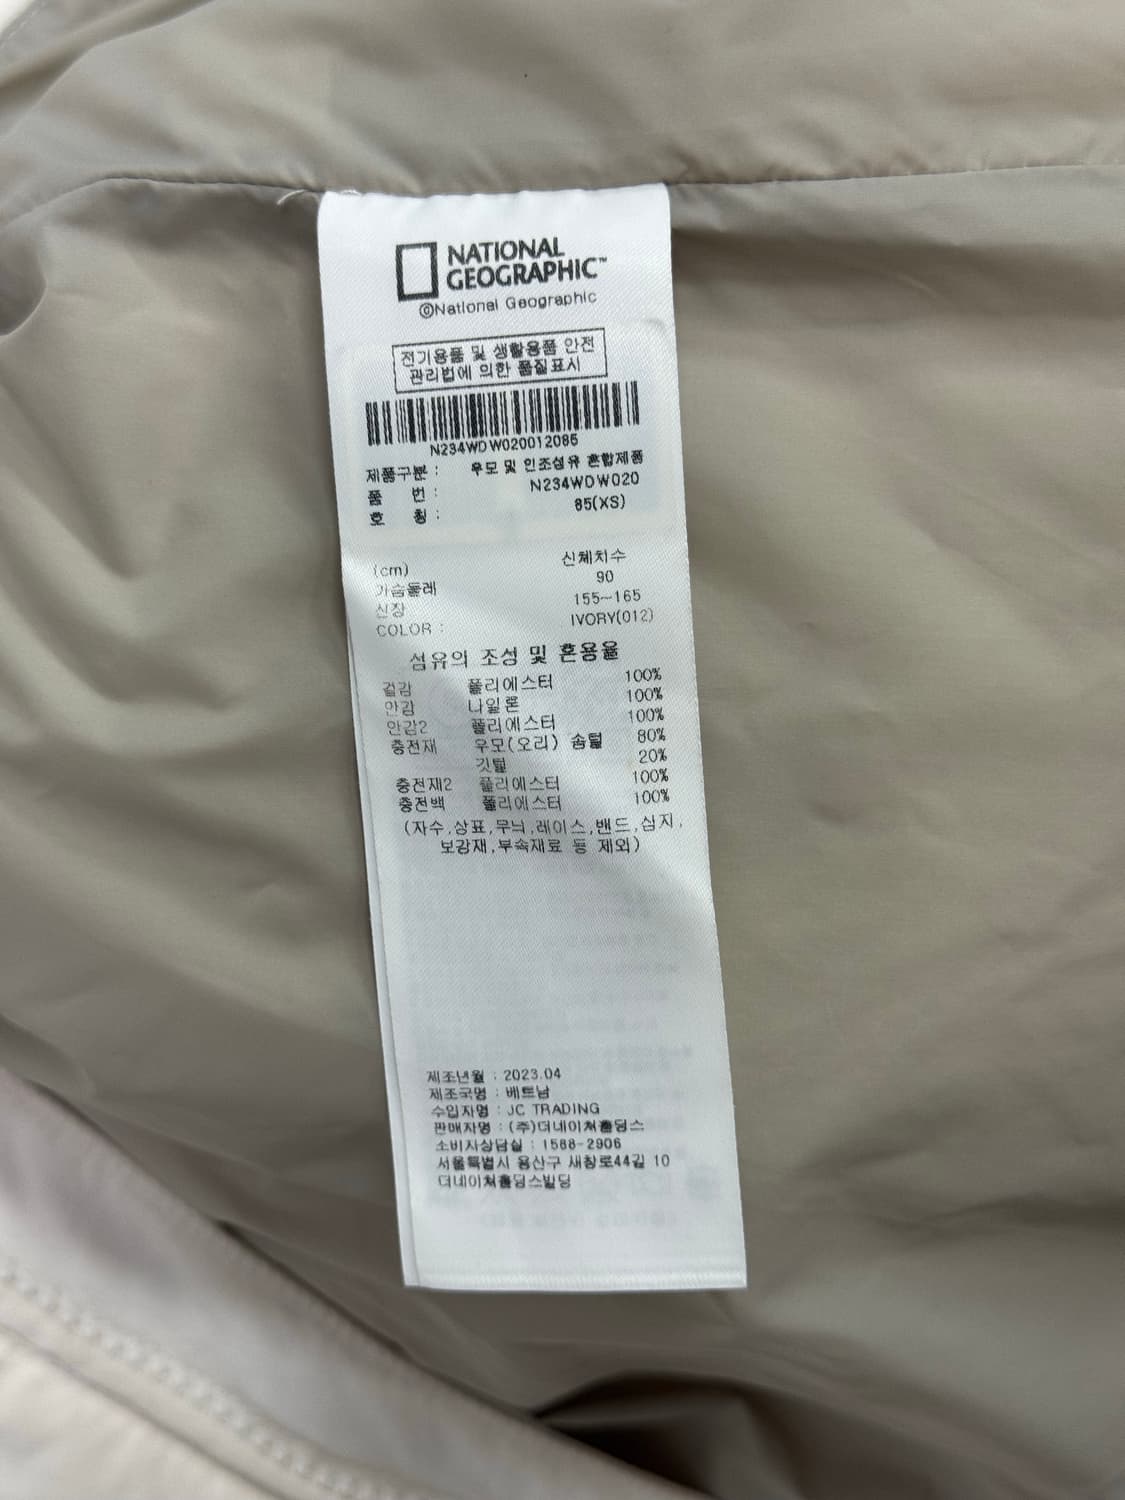 NATIONAL
GEOGRAPHIC™
©National Geographic
전기용품 및 생활용품 안전
관리법에 의한 품질표시
N234WDW020012085
제품구분 : 우모 및 인조섬유 혼합제품
품 번 : N234WDW020
호 칭 : 85(XS)
(cm) 신체치수
가슴둘레 90
신장 155~165
COLOR : IVORY(012)
섬유의 조성 및 혼용율
겉감 폴리에스터 100%
안감 나일론 100%
안감2 폴리에스터 100%
충전재 우모(오리) 솜털 80%
깃털 20%
충전재2 폴리에스터 100%
충전백 폴리에스터 100%
(자수,상표,무늬,레이스,밴드,심지,
보강재,부속재료 등 제외)
제조년월 : 2023.04
제조국명 : 베트남
수입자명 : JC TRADING
판매자명 : (주)더네이쳐홀딩스
소비자상담실 : 1588-2906
서울특별시 용산구 새창로44길 10
더네이쳐홀딩스빌딩